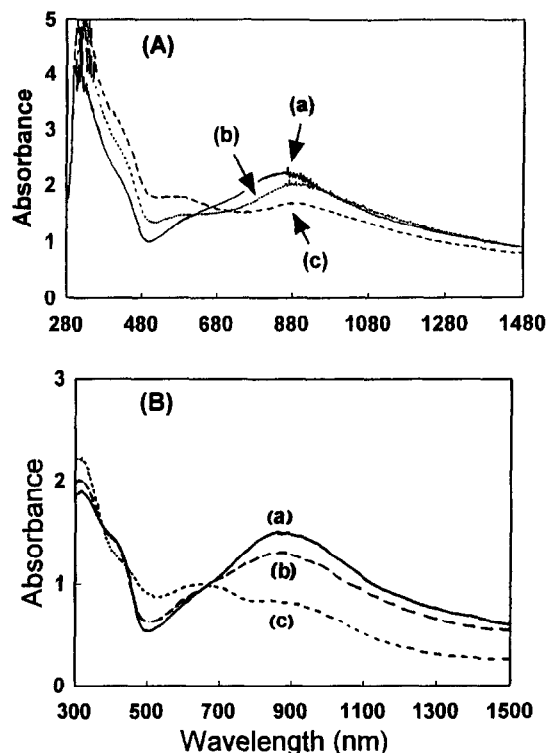 (A)
5
4
3
2
1
0
Absorbance
(a)
(b)
(c)
280 480 680 880 1080 1280 1480
(B)
3
2
1
0
Absorbance
(a)
(b)
(c)
300 500 700 900 1100 1300 1500
Wavelength (nm)